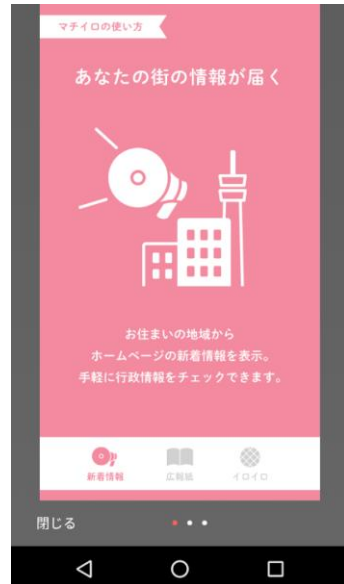 マチイロの使い方
あなたの街の情報が届く
お住まいの地域から
ホームページの新着情報を表示。
手軽に行政情報をチェックできます。
新着情報
広報紙
イロイロ
閉じる